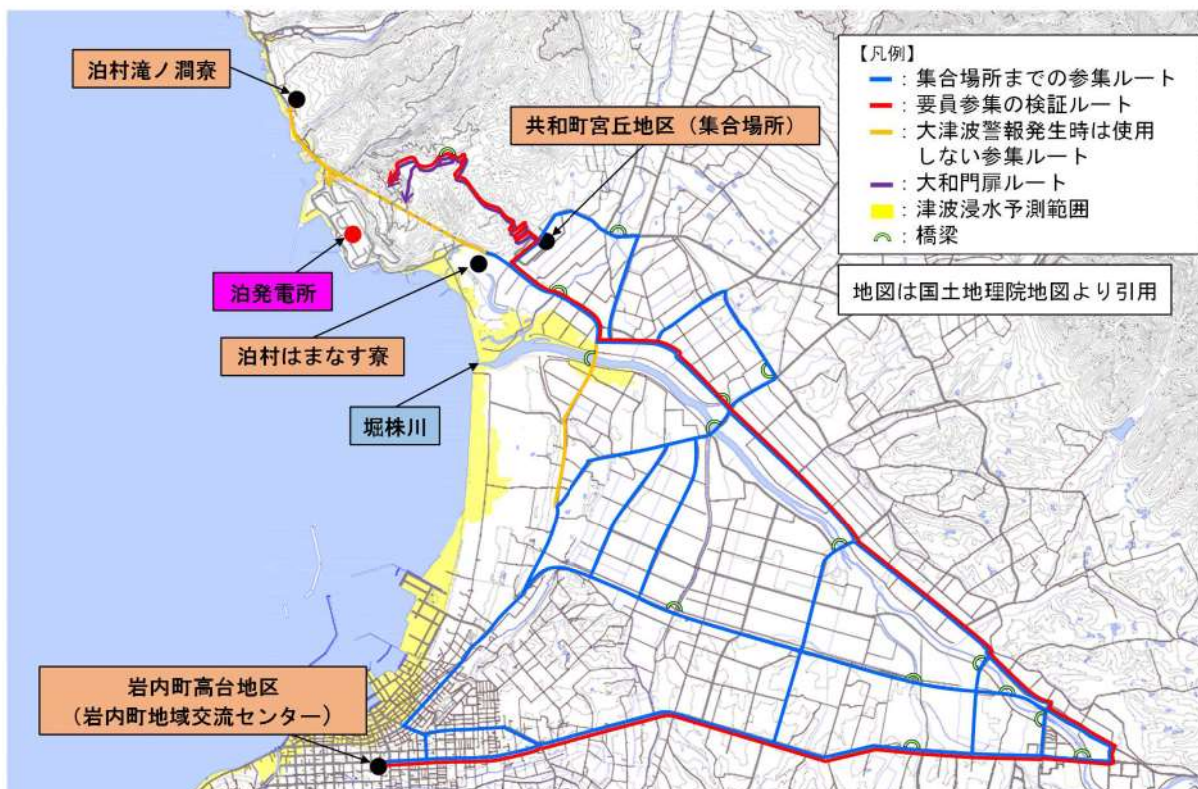 泊村滝ノ澗寮
共和町宮丘地区（集合場所）
泊発電所
泊村はまなす寮
堀株川
岩内町高台地区
（岩内町地域交流センター）
【凡例】
：集合場所までの参集ルート
：要員参集の検証ルート
：大津波警報発生時は使用
しない参集ルート
：大和門扉ルート
：津波浸水予測範囲
：橋梁
地図は国土地理院地図より引用